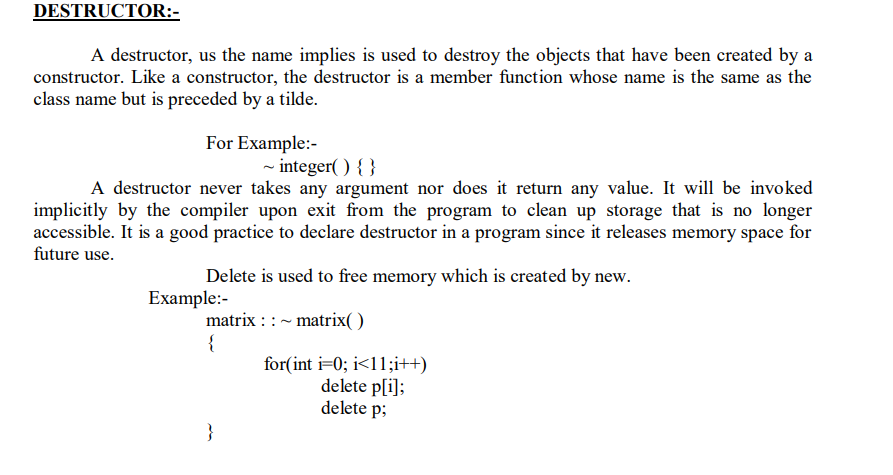 DESTRUCTOR:-
A destructor, us the name implies is used to destroy the objects that have been created by a
constructor. Like a constructor, the destructor is a member function whose name is the same as the
class name but is preceded by a tilde.
For Example:-
~ integer( ) { }
A destructor never takes any argument nor does it return any value. It will be invoked
implicitly by the compiler upon exit from the program to clean up storage that is no longer
accessible. It is a good practice to declare destructor in a program since it releases memory space for
future use.
Delete is used to free memory which is created by new.
Example:-
matrix : : ~ matrix( )
{
for(int i=0; i<11;i++)
delete p[i];
delete p;
}